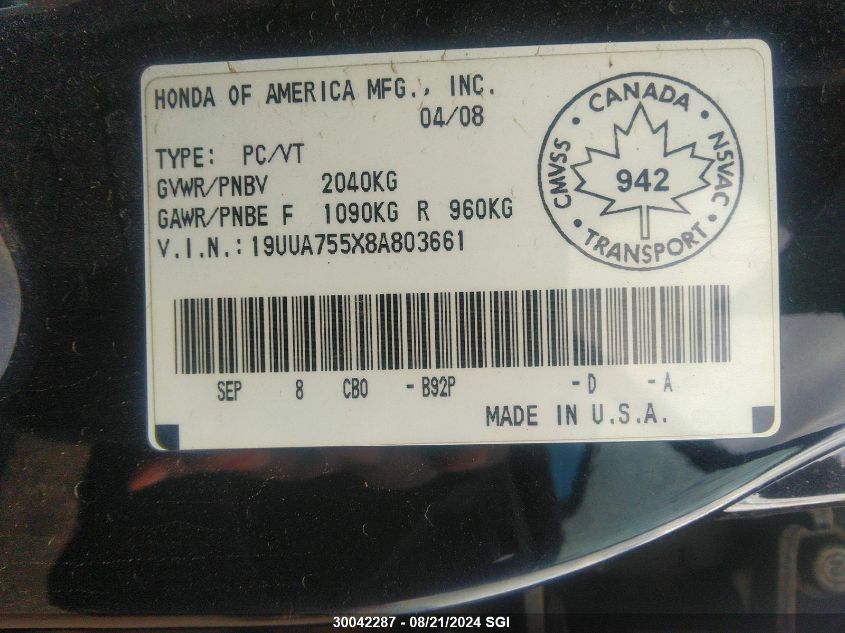 HONDA OF AMERICA MFG., INC.
04/08
TYPE: PC/VT
GVWR/PNBV 2040KG
GAWR/PNBE F 1090KG R 960KG
V.I.N.: 19UUA755X8A803661
CMVSS • CANADA • NSVAC • TRANSPORT •
942
SEP 8 CBO - B92P - D - A
MADE IN U.S.A.
30042287 - 08/21/2024 SGI